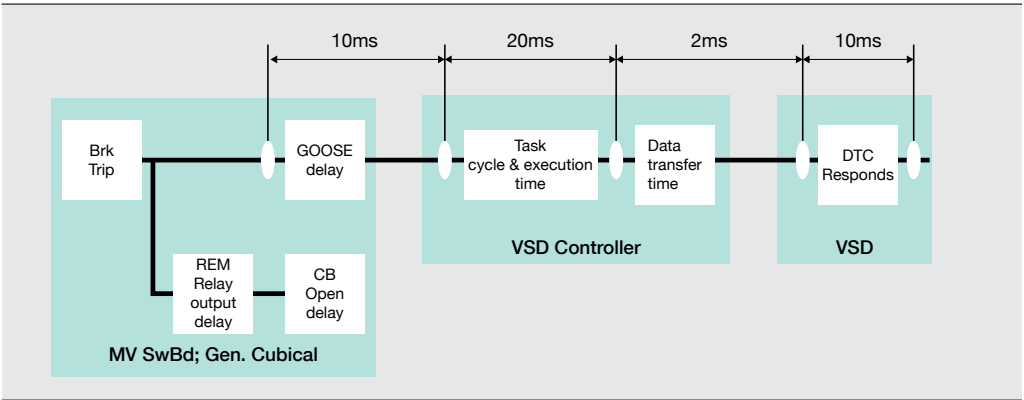 10ms
20ms
2ms
10ms
Brk
Trip
GOOSE
delay
Task
cycle & execution
time
Data
transfer
time
DTC
Responds
VSD Controller
VSD
REM
Relay
output
delay
CB
Open
delay
MV SwBd; Gen. Cubical